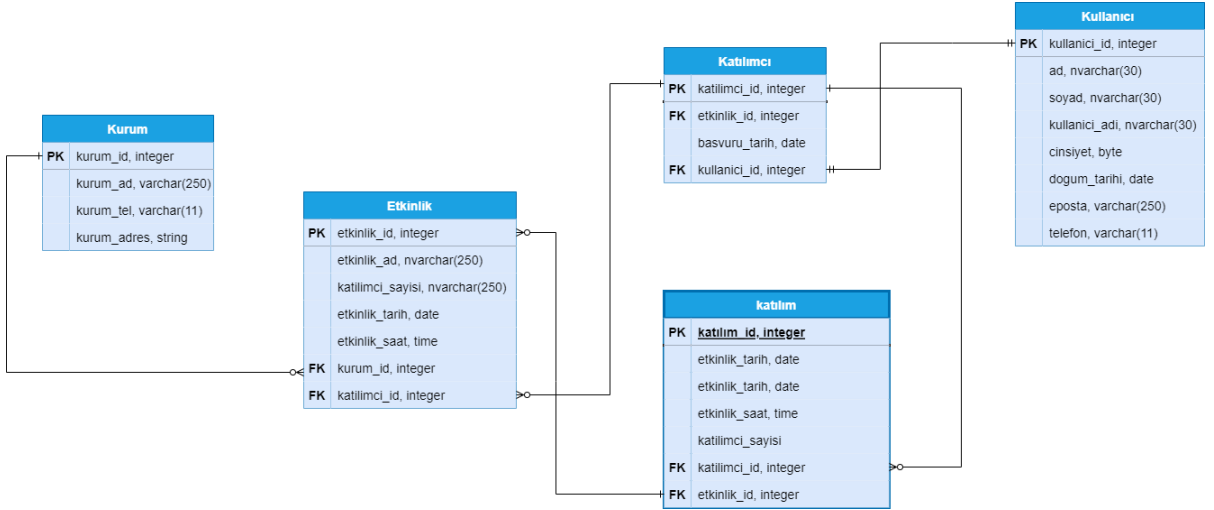 Kullanıcı
PK kullanici_id, integer
ad, nvarchar(30)
soyad, nvarchar(30)
kullanici_adi, nvarchar(30)
cinsiyet, byte
dogum_tarihi, date
eposta, varchar(250)
telefon, varchar(11)
Katılımcı
PK katilimci_id, integer
FK etkinlik_id, integer
basvuru_tarih, date
FK kullanici_id, integer
Kurum
PK kurum_id, integer
kurum_ad, varchar(250)
kurum_tel, varchar(11)
kurum_adres, string
Etkinlik
PK etkinlik_id, integer
etkinlik_ad, nvarchar(250)
katilimci_sayisi, nvarchar(250)
etkinlik_tarih, date
etkinlik_saat, time
FK kurum_id, integer
FK katilimci_id, integer
katılım
PK katılım_id, integer
etkinlik_tarih, date
etkinlik_tarih, date
etkinlik_saat, time
katilimci_sayisi
FK katilimci_id, integer
FK etkinlik_id, integer